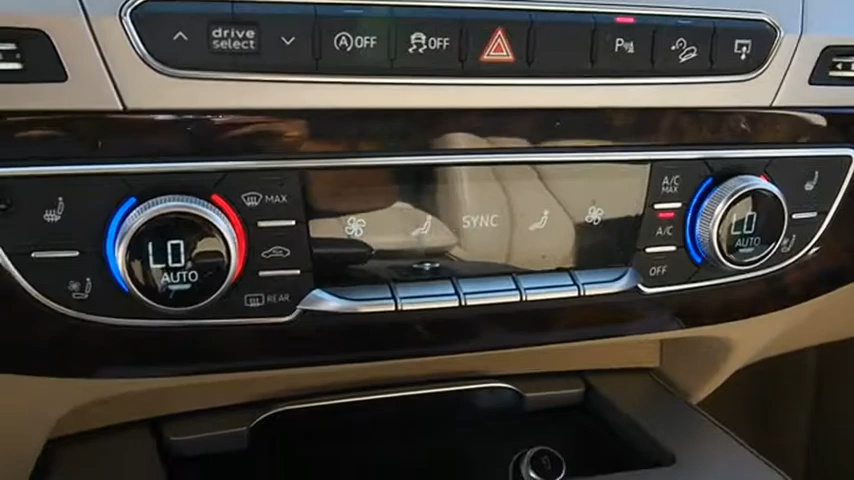 drive
select
OFF
OFF
P
MAX
LO
AUTO
REAR
SYNC
A/C
MAX
A/C
OFF
LO
AUTO